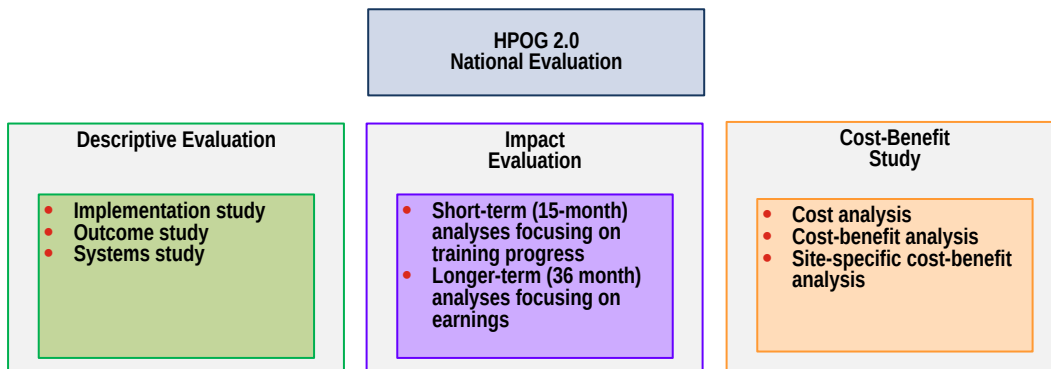 HPOG 2.0
National Evaluation
Descriptive Evaluation
• Implementation study
• Outcome study
• Systems study
Impact
Evaluation
• Short-term (15-month)
analyses focusing on
training progress
• Longer-term (36 month)
analyses focusing on
earnings
Cost-Benefit
Study
• Cost analysis
• Cost-benefit analysis
• Site-specific cost-benefit
analysis